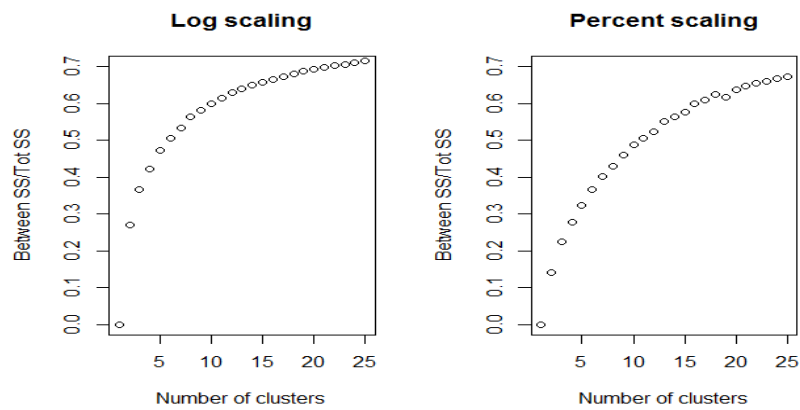 Log scaling
Between SS/Tot SS
0.0 0.1 0.2 0.3 0.4 0.5 0.6 0.7
5 10 15 20 25
Number of clusters
Percent scaling
Between SS/Tot SS
0.0 0.1 0.2 0.3 0.4 0.5 0.6 0.7
5 10 15 20 25
Number of clusters